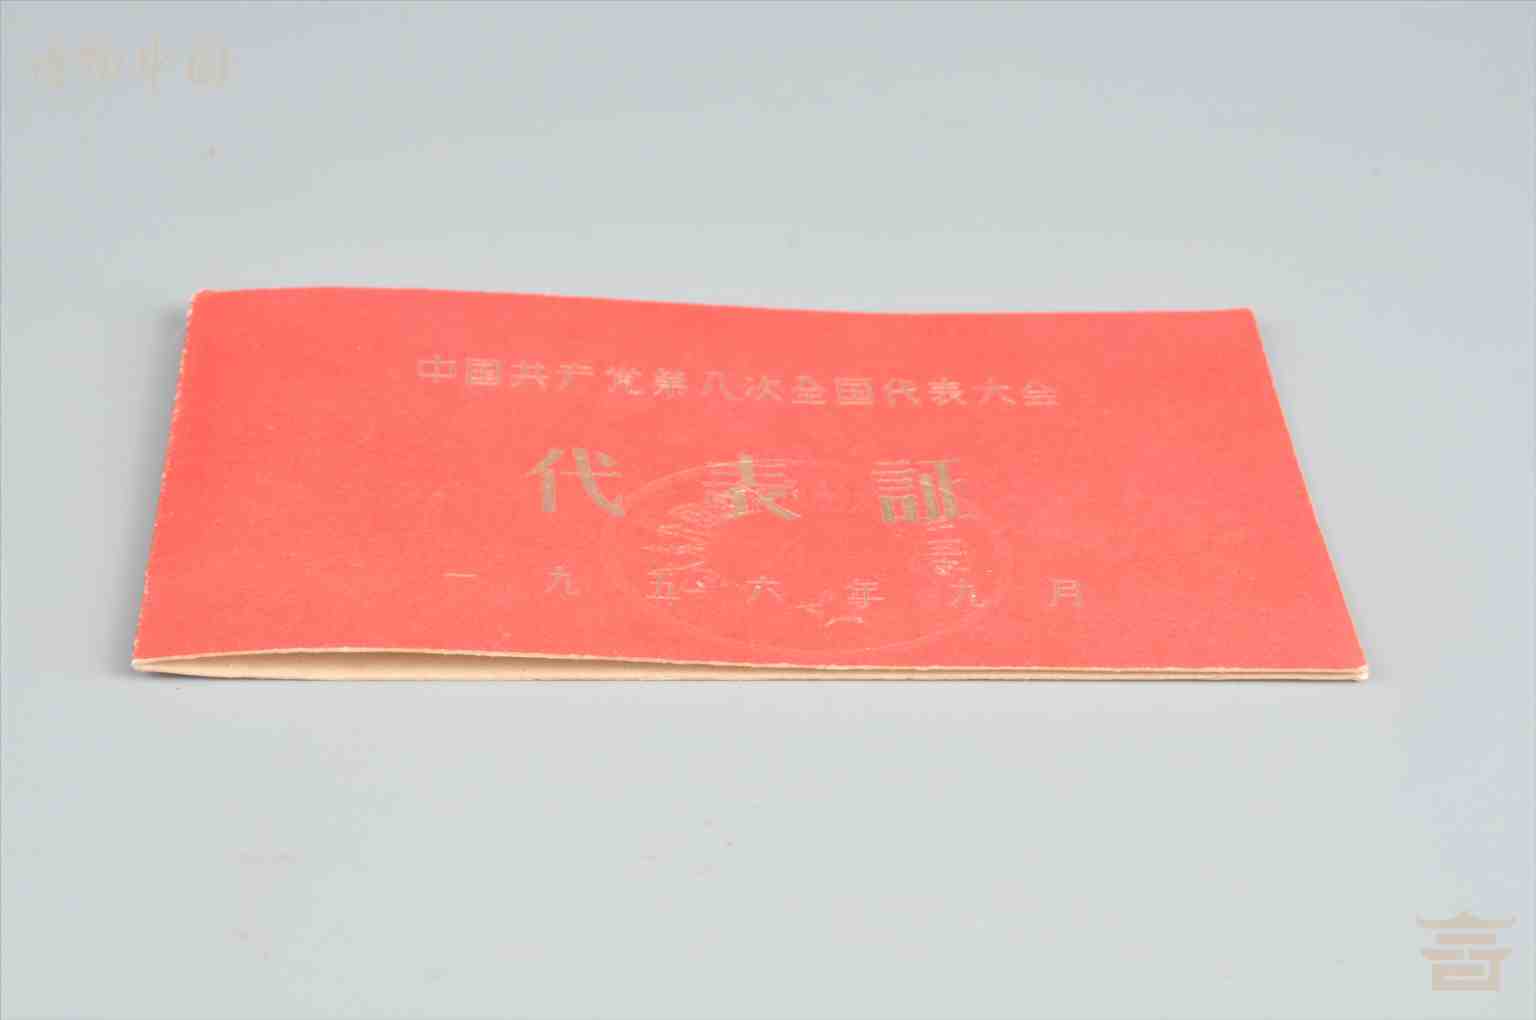 中国共产党第八次全国代表大会
代表証
一九五六年九月